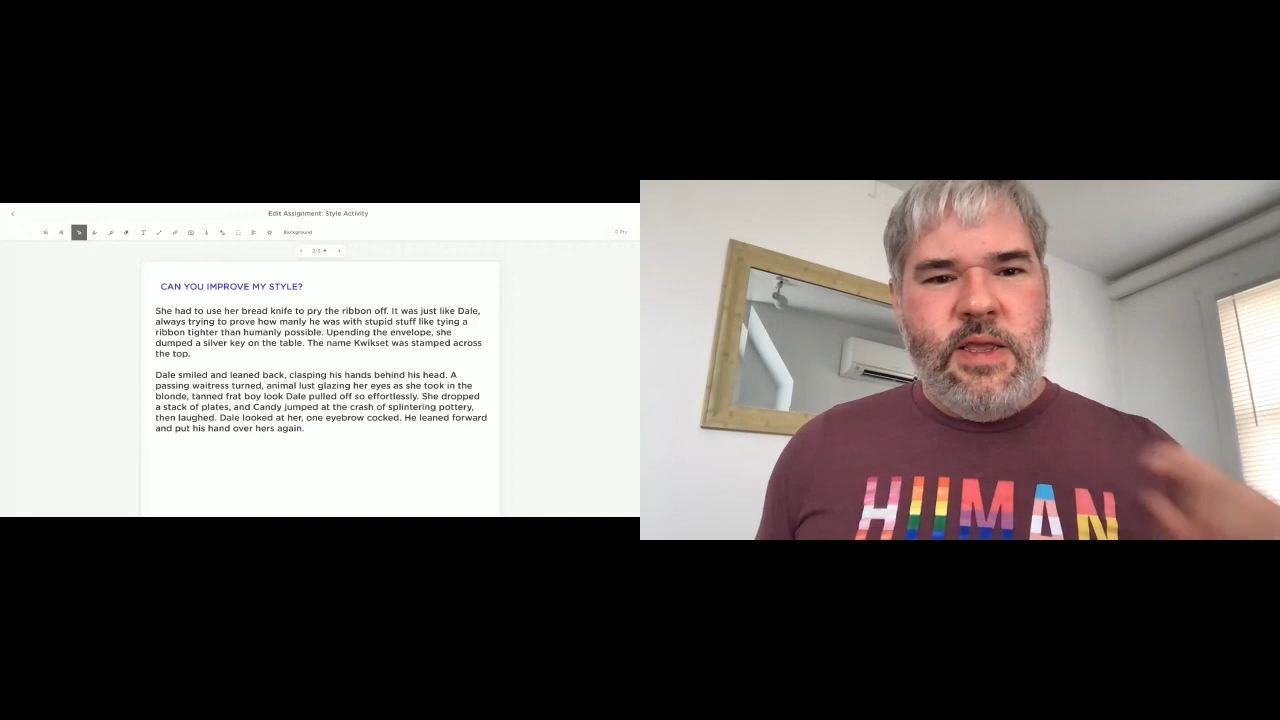 Edit Assignment: Style Activity
Background
2/3
CAN YOU IMPROVE MY STYLE?
She had to use her bread knife to pry the ribbon off. It was just like Dale,
always trying to prove how manly he was with stupid stuff like tying a
ribbon tighter than humanly possible. Upending the envelope, she
dumped a silver key on the table. The name Kwikset was stamped across
the top.
Dale smiled and leaned back, clasping his hands behind his head. A
passing waitress turned, animal lust glazing her eyes as she took in the
blonde, tanned frat boy look Dale pulled off so effortlessly. She dropped
a stack of plates, and Candy jumped at the crash of splintering pottery,
then laughed. Dale looked at her, one eyebrow cocked. He leaned forward
and put his hand over hers again.
HUMAN